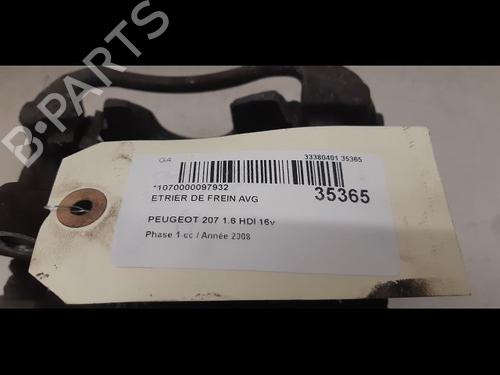 B-PARTS
GA
33380401 35365
*1070000097932
35365
ETRIER DE FREIN AVG
PEUGEOT 207 1.6 HDI 16v
Phase 1 cc / Année 2008